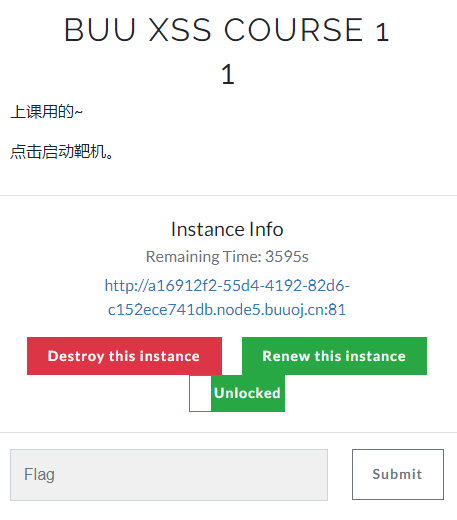 BUU XSS COURSE 1
1
上课用的~
点击启动靶机。
Instance Info
Remaining Time: 3595s
http://a16912f2-55d4-4192-82d6-
c152ece741db.node5.buuoj.cn:81
Destroy this instance
Renew this instance
Unlocked
Flag
Submit